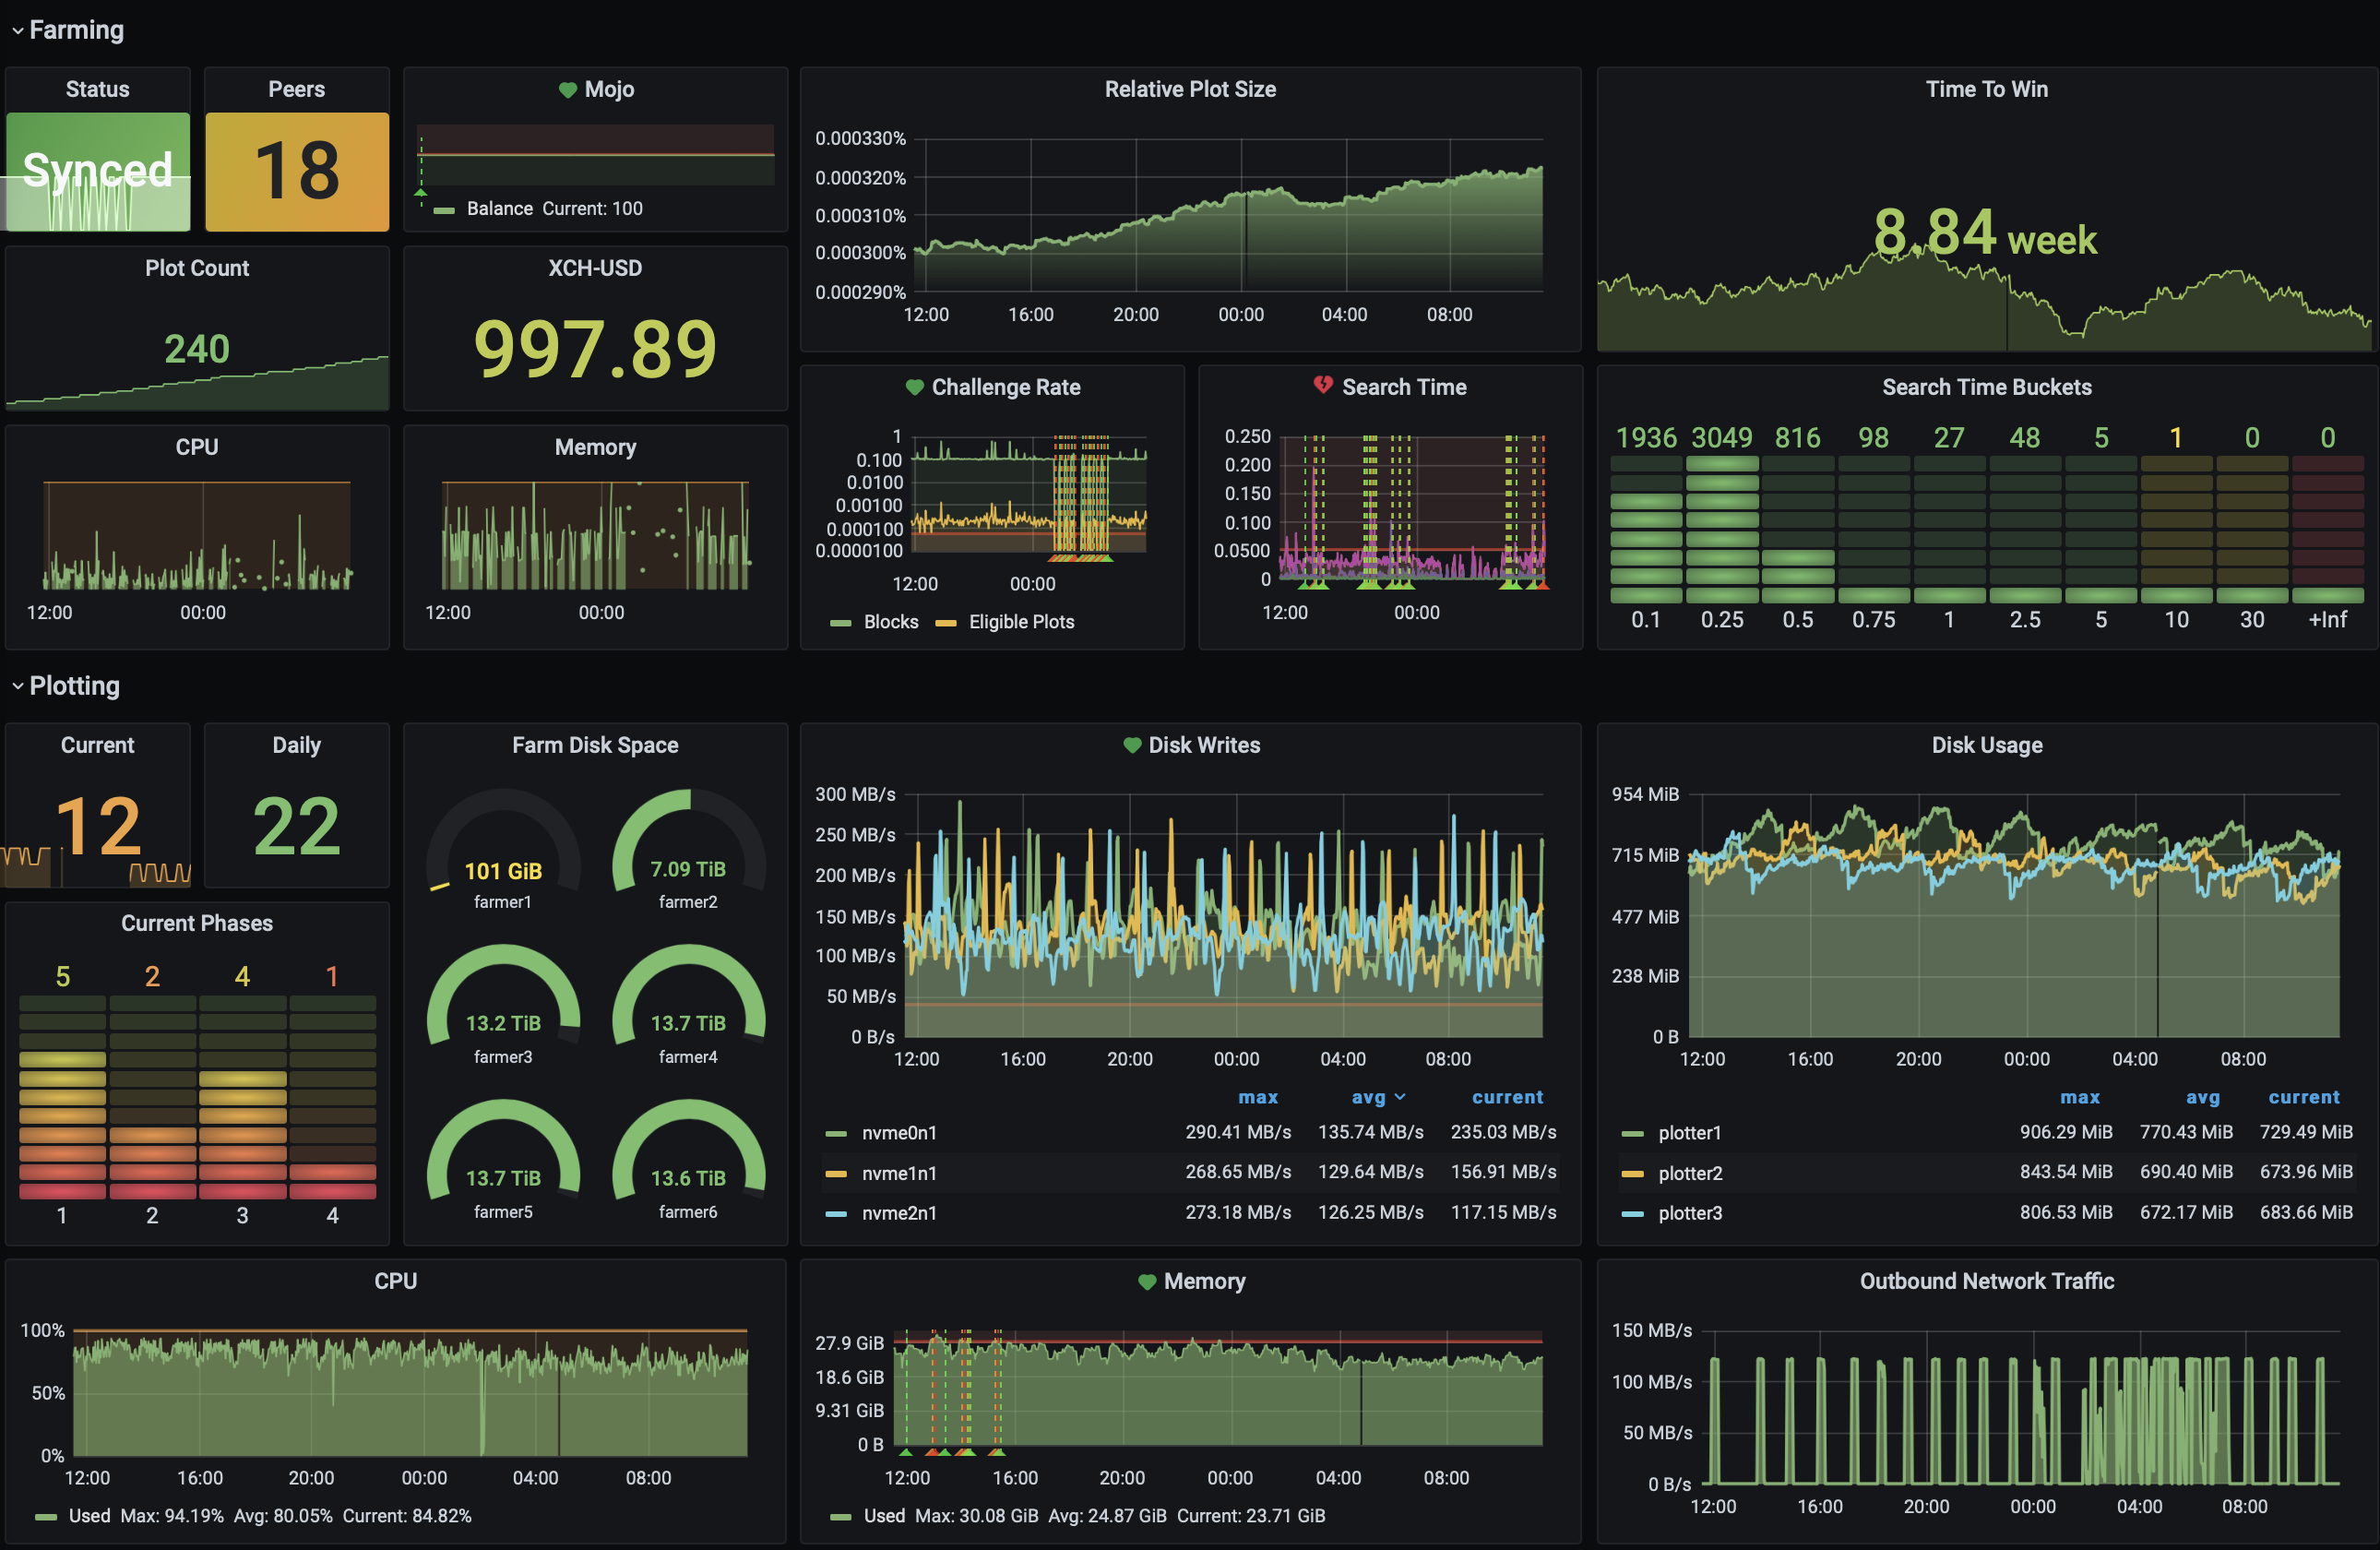 Farming
Status
Synced
Peers
18
Mojo
Balance Current: 100
Relative Plot Size
0.000330%
0.000320%
0.000310%
0.000300%
0.000290%
12:00 16:00 20:00 00:00 04:00 08:00
Time To Win
8.84 week
Plot Count
240
XCH-USD
997.89
CPU
12:00 00:00
Memory
12:00 00:00
Challenge Rate
1
0.100
0.0100
0.00100
0.000100
0.0000100
12:00 00:00
Blocks Eligible Plots
Search Time
0.250
0.200
0.150
0.100
0.0500
0
12:00 00:00
Search Time Buckets
1936 3049 816 98 27 48 5 1 0 0
0.1 0.25 0.5 0.75 1 2.5 5 10 30 +Inf
Plotting
Current
12
Daily
22
Current Phases
5 2 4 1
1 2 3 4
Farm Disk Space
101 GiB 7.09 TiB
farmer1 farmer2
13.2 TiB 13.7 TiB
farmer3 farmer4
13.7 TiB 13.6 TiB
farmer5 farmer6
Disk Writes
300 MB/s
250 MB/s
200 MB/s
150 MB/s
100 MB/s
50 MB/s
0 B/s
12:00 16:00 20:00 00:00 04:00 08:00
max avg current
nvme0n1 290.41 MB/s 135.74 MB/s 235.03 MB/s
nvme1n1 268.65 MB/s 129.64 MB/s 156.91 MB/s
nvme2n1 273.18 MB/s 126.25 MB/s 117.15 MB/s
Disk Usage
954 MiB
715 MiB
477 MiB
238 MiB
0 B
12:00 16:00 20:00 00:00 04:00 08:00
max avg current
plotter1 906.29 MiB 770.43 MiB 729.49 MiB
plotter2 843.54 MiB 690.40 MiB 673.96 MiB
plotter3 806.53 MiB 672.17 MiB 683.66 MiB
CPU
100%
50%
0%
12:00 16:00 20:00 00:00 04:00 08:00
Used Max: 94.19% Avg: 80.05% Current: 84.82%
Memory
27.9 GiB
18.6 GiB
9.31 GiB
0 B
12:00 16:00 20:00 00:00 04:00 08:00
Used Max: 30.08 GiB Avg: 24.87 GiB Current: 23.71 GiB
Outbound Network Traffic
150 MB/s
100 MB/s
50 MB/s
0 B/s
12:00 16:00 20:00 00:00 04:00 08:00